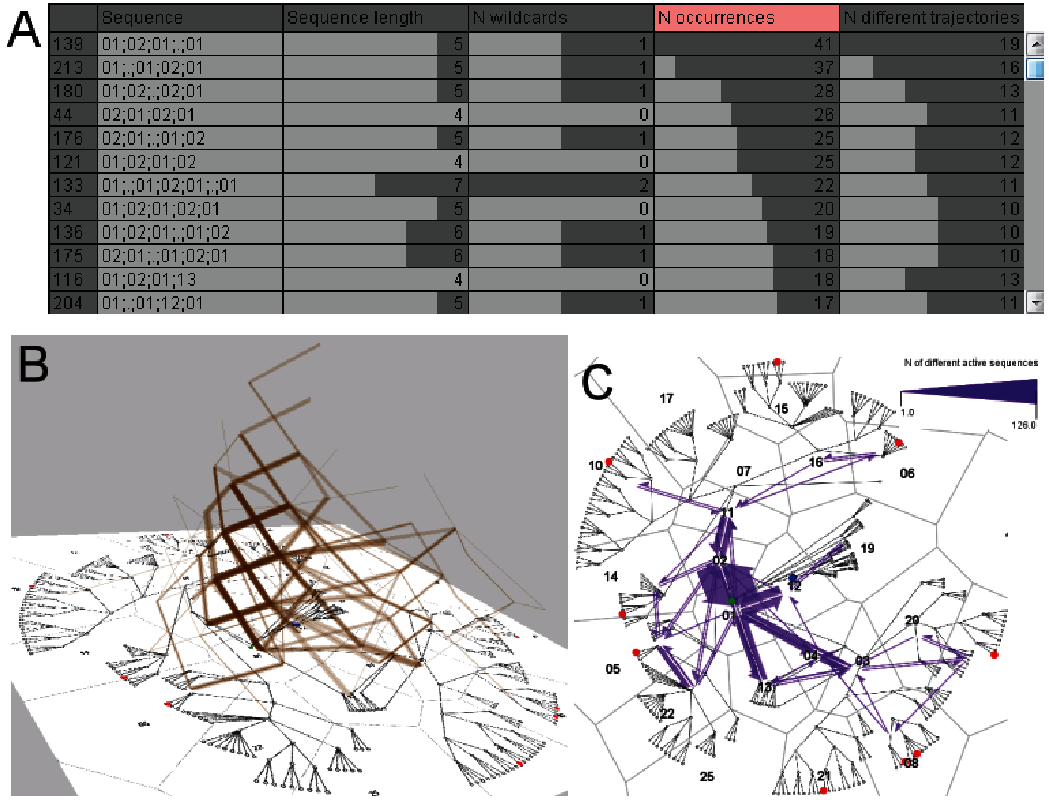 A
Sequence Sequence length N wildcards N occurrences N different trajectories
139 01;02;01;.;01 5 1 41 19
213 01;.;01;02;01 5 1 37 16
180 01;02;.;02;01 5 1 28 13
44 02;01;02;01 4 0 26 11
176 02;01;.;01;02 5 1 25 12
121 01;02;01;02 4 0 25 12
133 01;.;01;02;01;.;01 7 2 22 11
34 01;02;01;02;01 5 0 20 10
136 01;02;01;.;01;02 6 1 19 10
175 02;01;.;01;02;01 6 1 18 10
116 01;02;01;13 4 0 18 13
204 01;.;01;12;01 5 1 17 11
B
C
N of different active sequences
1.0
126.0
17
15
10
07
16
06
11
02
19
14
12
01
29
05
04
03
13
22
08
25
21